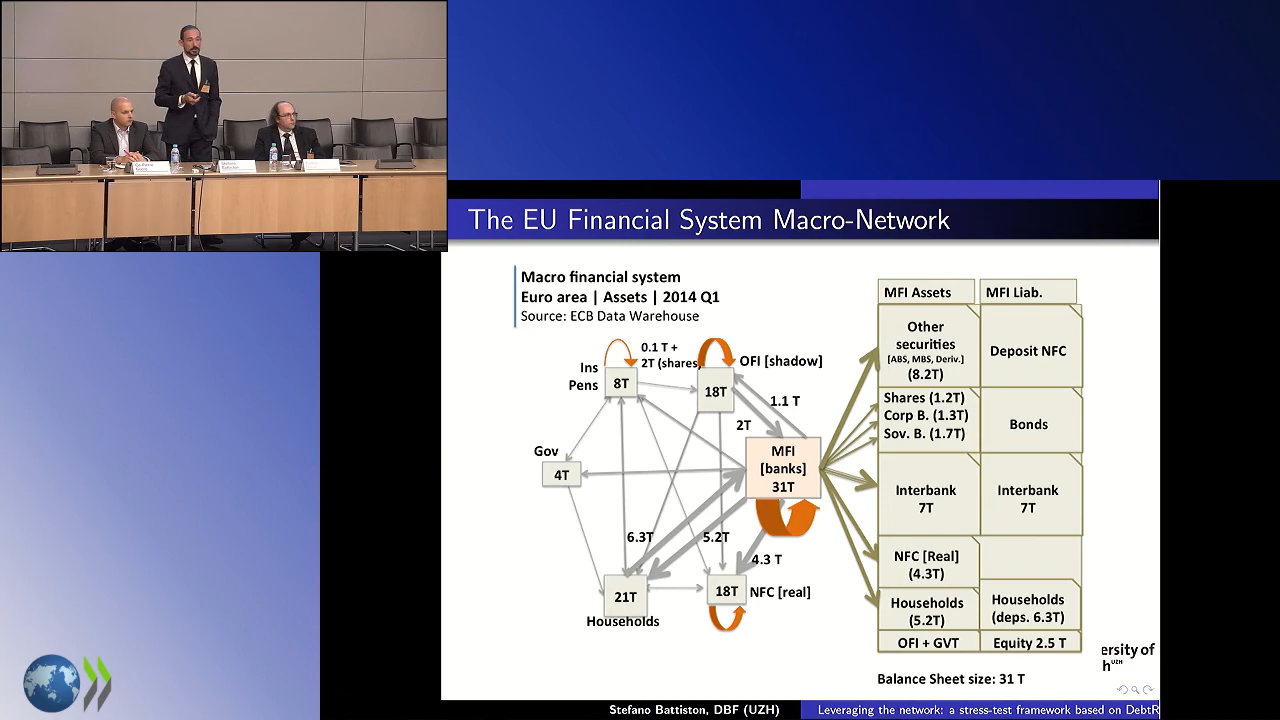 The EU Financial System Macro-Network
Macro financial system
Euro area | Assets | 2014 Q1
Source: ECB Data Warehouse
0.1 T +
2T (shares)
OFI [shadow]
Ins
Pens
8T
18T
1.1 T
2T
Gov
4T
MFI
[banks]
31T
6.3T
5.2T
4.3 T
21T
18T
NFC [real]
Households
MFI Assets
MFI Liab.
Other
securities
[ABS, MBS, Deriv.]
(8.2T)
Deposit NFC
Shares (1.2T)
Corp B. (1.3T)
Sov. B. (1.7T)
Bonds
Interbank
7T
Interbank
7T
NFC [Real]
(4.3T)
Households
(5.2T)
Households
(deps. 6.3T)
OFI + GVT
Equity 2.5 T
Balance Sheet size: 31 T
ersity of
h UZH
Stefano Battiston, DBF (UZH)
Leveraging the network: a stress-test framework based on DebtR